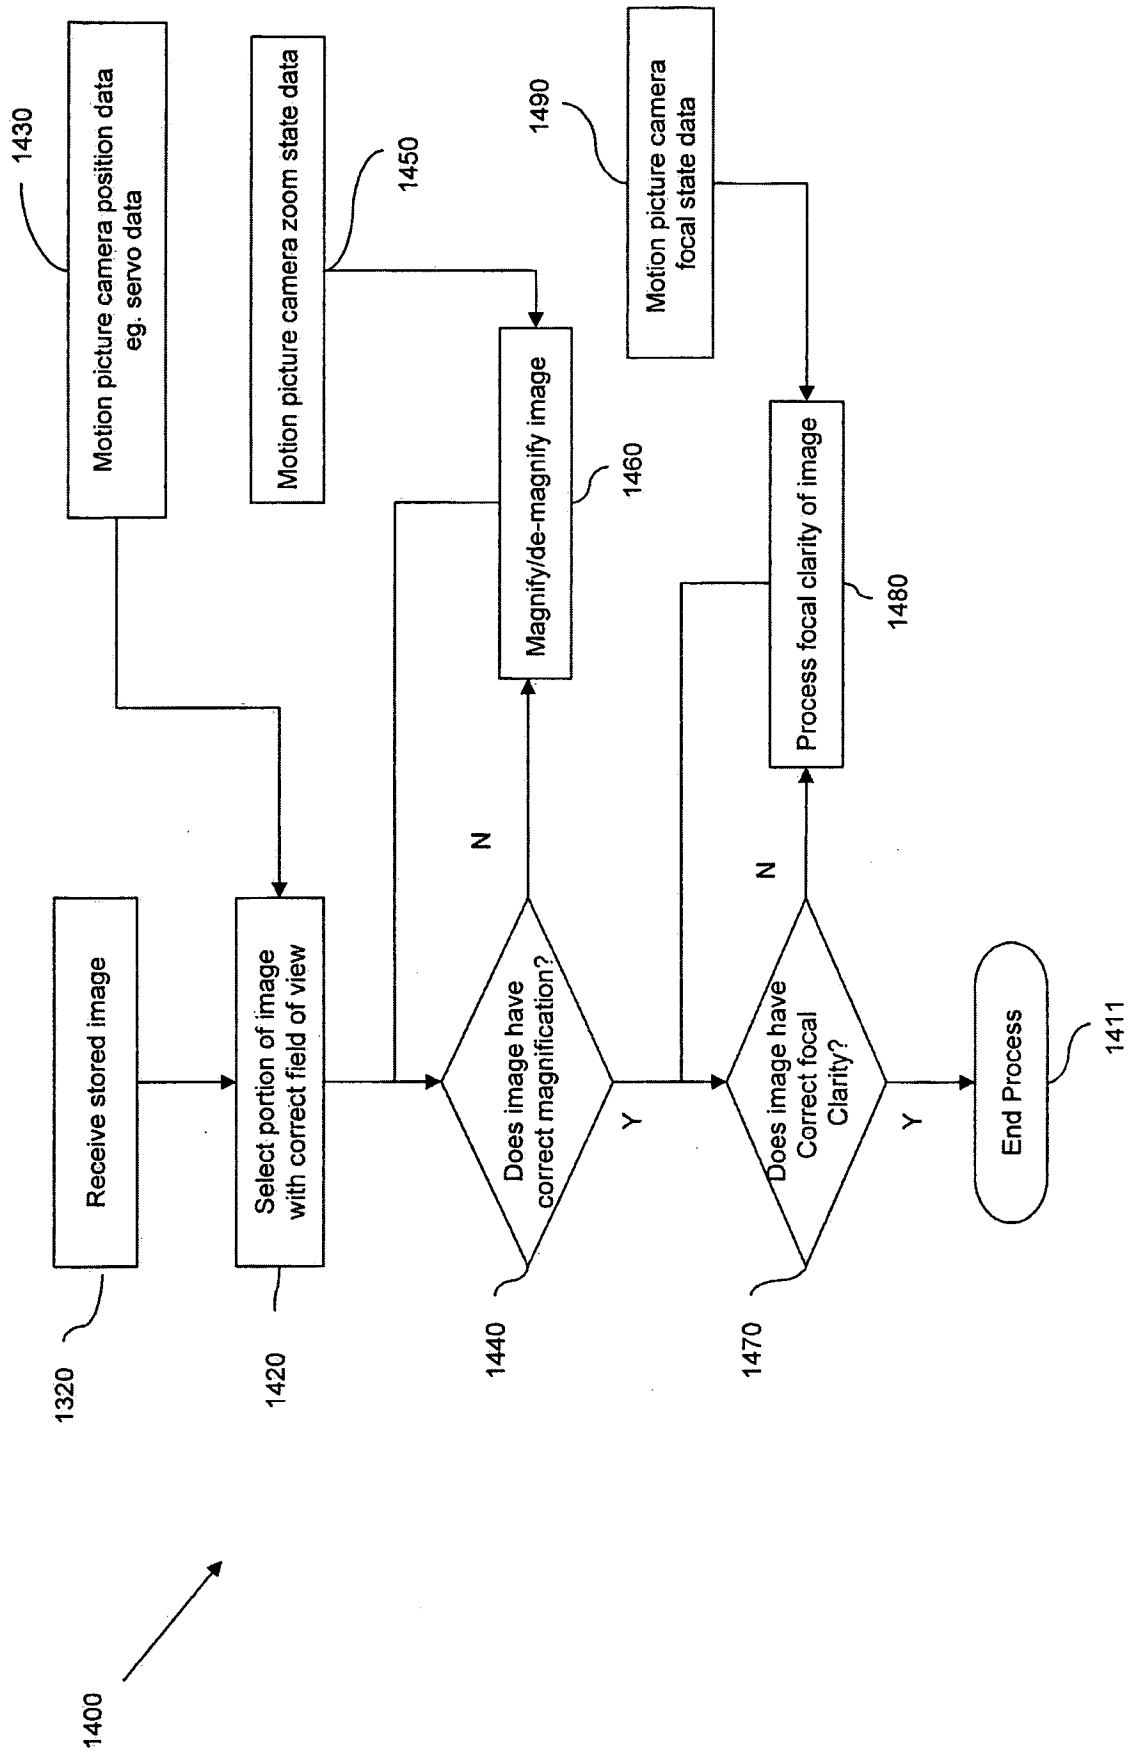 1400
1320
Receive stored image
1430
Motion picture camera position data
eg. servo data
1420
Select portion of image
with correct field of view
Motion picture camera zoom state data
1450
1440
Does image have
correct magnification?
N
Y
Magnify/de-magnify image
1460
1490
Motion picture camera
focal state data
1470
Does image have
Correct focal
Clarity?
N
Y
Process focal clarity of image
1480
End Process
1411